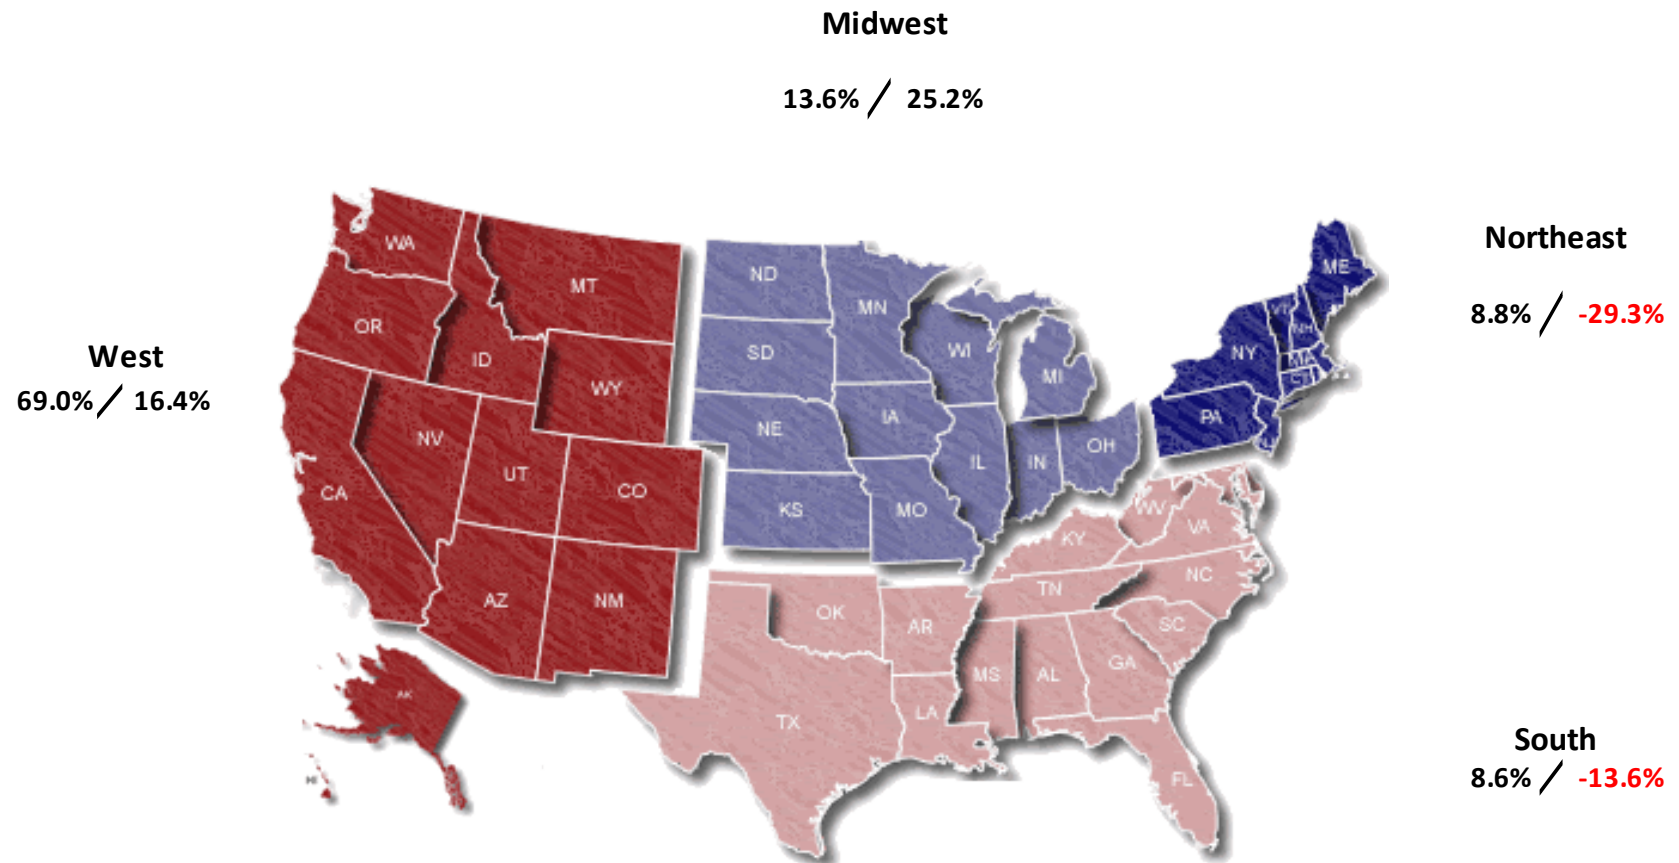 Midwest
13.6% / 25.2%
Northeast
8.8% / -29.3%
West
69.0% / 16.4%
South
8.6% / -13.6%
WA
MT
OR
ID
WY
NV
UT
CO
CA
AZ
NM
AK
HI
ND
MN
SD
WI
MI
NE
IA
IL
IN
OH
KS
MO
ME
VT
NH
NY
MA
CT
PA
NJ
WV
VA
KY
NC
TN
SC
OK
AR
GA
MS
AL
LA
TX
FL